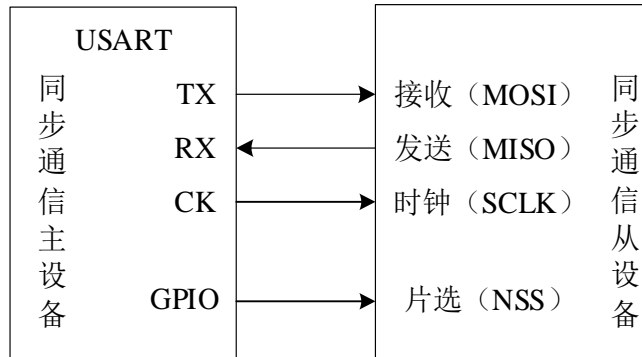 USART
同步通信主设备
TX
RX
CK
GPIO
接收（MOSI）
发送（MISO）
时钟（SCLK）
片选（NSS）
同步通信从设备